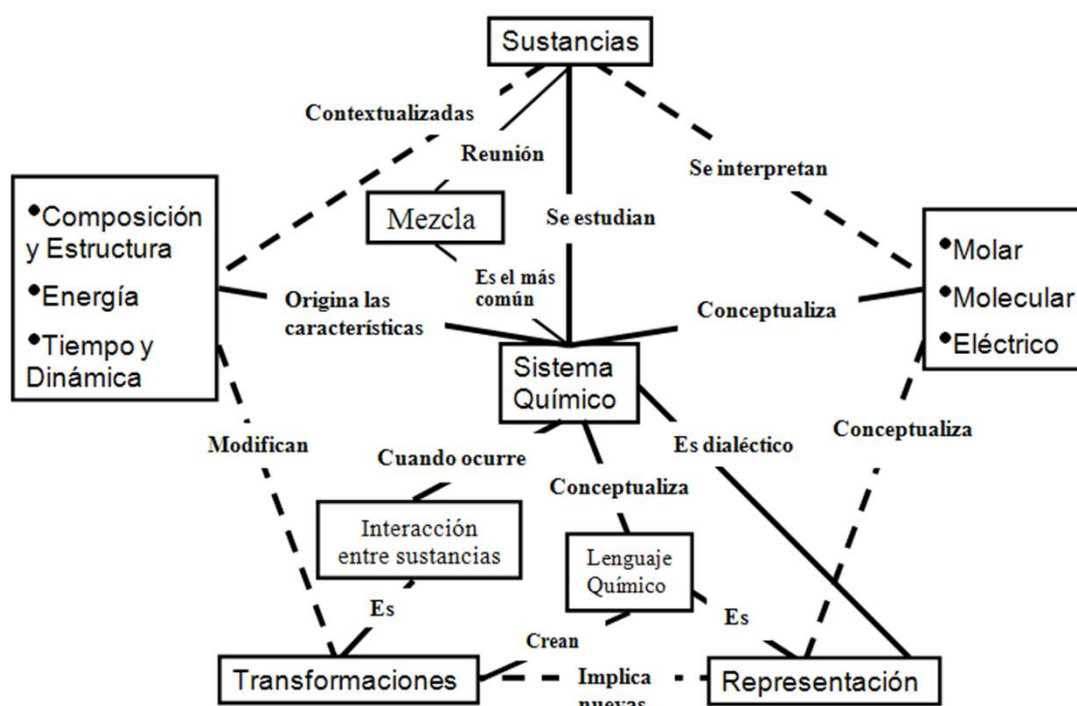 Sustancias
Contextualizadas
Reunión
Se interpretan
•Composición
y Estructura
•Energía
•Tiempo y
Dinámica
Mezcla
Se estudian
•Molar
•Molecular
•Eléctrico
Es el más
común
Origina las
características
Conceptualiza
Sistema
Químico
Modifican
Cuando ocurre
Es dialéctico
Conceptualiza
Conceptualiza
Interacción
entre sustancias
Lenguaje
Químico
Es
Es
Crean
Transformaciones
Implica
nuevas
Representación